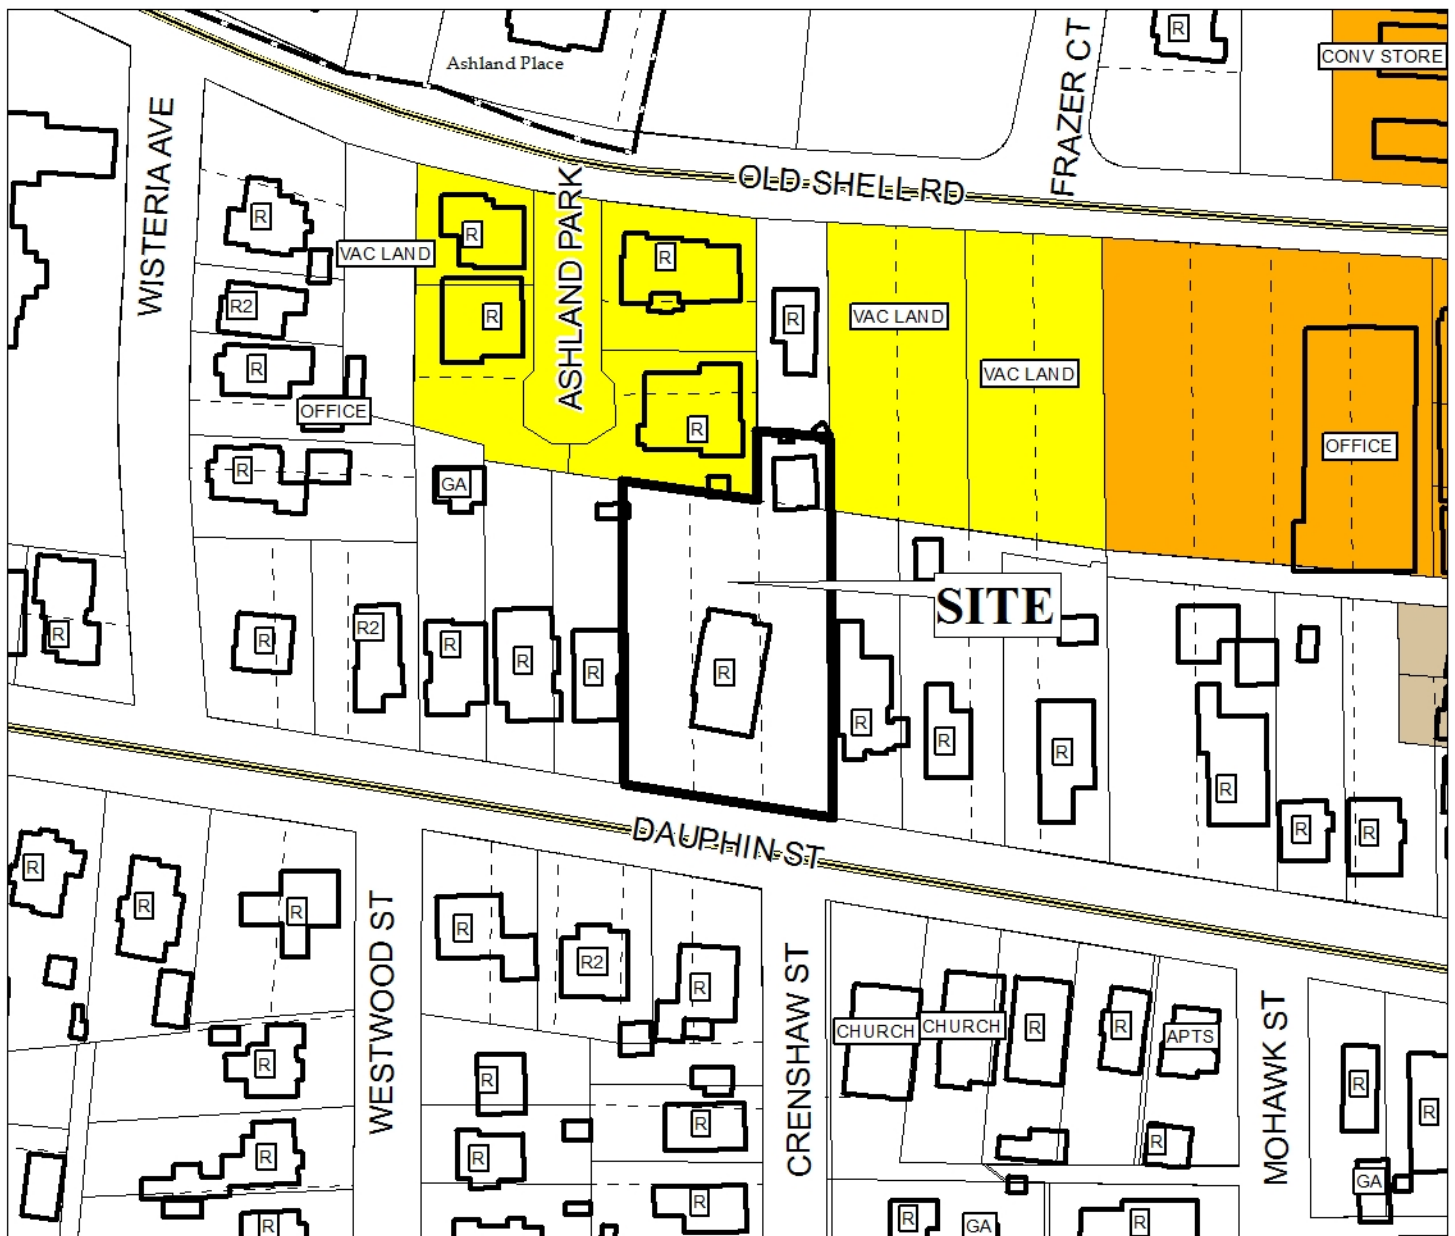 R
CONV STORE
Ashland Place
FRAZER CT
WISTERIA AVE
OLD SHELL RD
ASHLAND PARK
R
R
VAC LAND
R
R2
R
R
VAC LAND
R
VAC LAND
OFFICE
R
OFFICE
R
GA
SITE
R
R
R2
R
R
R
R
R
R
R
R
R
R
DAUPHIN ST
R
R
R
R
R
R2
R
WESTWOOD ST
CRENSHAW ST
MOHAWK ST
CHURCH
CHURCH
R
R
APTS
R
R
R
R
R
R
R
R
R
GA
R
R
R
GA
R